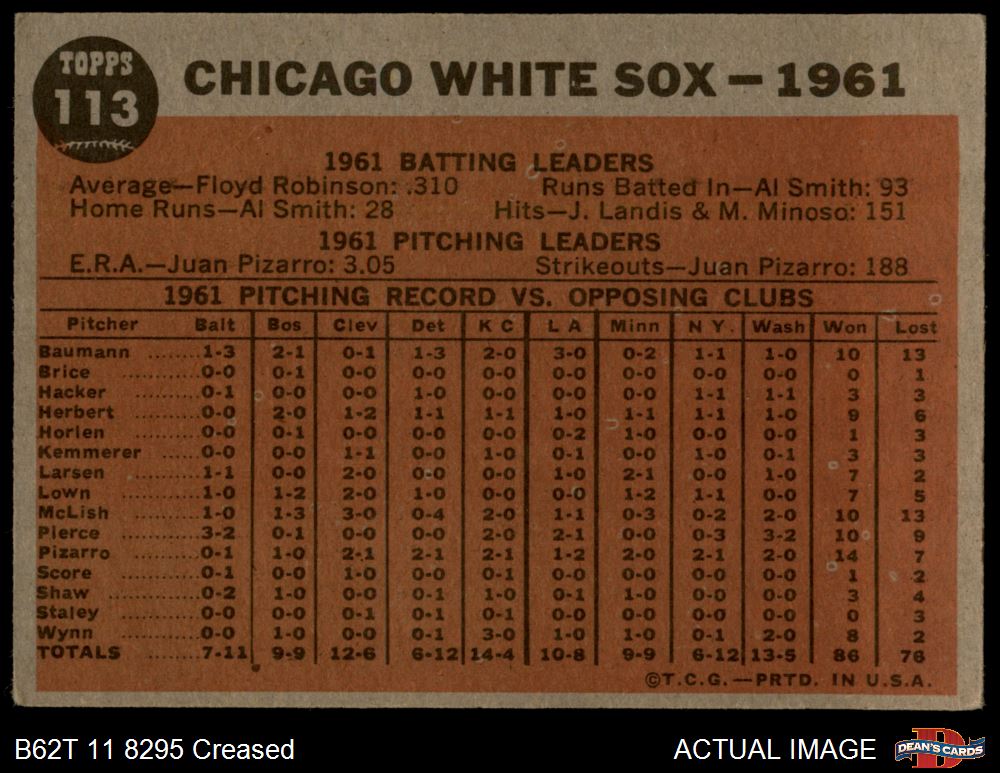 TOPPS
113
CHICAGO WHITE SOX — 1961
1961 BATTING LEADERS
Average—Floyd Robinson: .310 Runs Batted In—Al Smith: 93
Home Runs—Al Smith: 28 Hits—J. Landis & M. Minoso: 151
1961 PITCHING LEADERS
E.R.A.—Juan Pizarro: 3.05 Strikeouts—Juan Pizarro: 188
1961 PITCHING RECORD VS. OPPOSING CLUBS
Pitcher Balt Bos Clev Det K C L A Minn N Y. Wash Won Lost
Baumann ....... 1-3 2-1 0-1 1-3 2-0 3-0 0-2 1-1 1-0 10 13
Brice .......... 0-0 0-1 0-0 0-0 0-0 0-0 0-0 0-0 0-0 0 1
Hacker .......... 0-1 0-0 0-0 1-0 0-0 0-0 0-0 1-1 1-1 3 3
Herbert .......... 0-0 2-0 1-2 1-1 1-1 1-0 1-1 1-1 1-0 9 6
Horlen .......... 0-0 0-1 0-0 0-0 0-0 0-2 1-0 0-0 0-0 1 3
Kemmerer ....... 0-0 0-0 1-1 0-0 1-0 0-1 0-0 1-0 0-1 3 3
Larsen .......... 1-1 0-0 2-0 0-0 0-0 1-0 2-1 0-0 1-0 7 2
Lown .......... 1-0 1-2 2-0 1-0 0-0 0-0 1-2 1-1 0-0 7 5
McLish .......... 1-0 1-3 3-0 0-4 2-0 1-1 0-3 0-2 2-0 10 13
Pierce .......... 3-2 0-1 0-0 0-0 2-0 2-1 0-0 0-3 3-2 10 9
Pizarro .......... 0-1 1-0 2-1 2-1 2-1 1-2 2-0 2-1 2-0 14 7
Score .......... 0-1 0-0 1-0 0-0 0-1 0-0 0-0 0-0 0-0 1 2
Shaw .......... 0-2 1-0 0-0 0-1 1-0 0-1 1-0 0-0 0-0 3 4
Staley .......... 0-0 0-0 0-1 0-1 0-1 0-0 0-0 0-0 0-0 0 3
Wynn .......... 0-0 1-0 0-0 0-1 3-0 1-0 1-0 0-1 2-0 8 2
TOTALS ....... 7-11 9-9 12-6 6-12 14-4 10-8 9-9 6-12 13-5 86 76
©T.C.G.—PRTD. IN U.S.A.
B62T 11 8295 Creased ACTUAL IMAGE DEAN'S CARDS